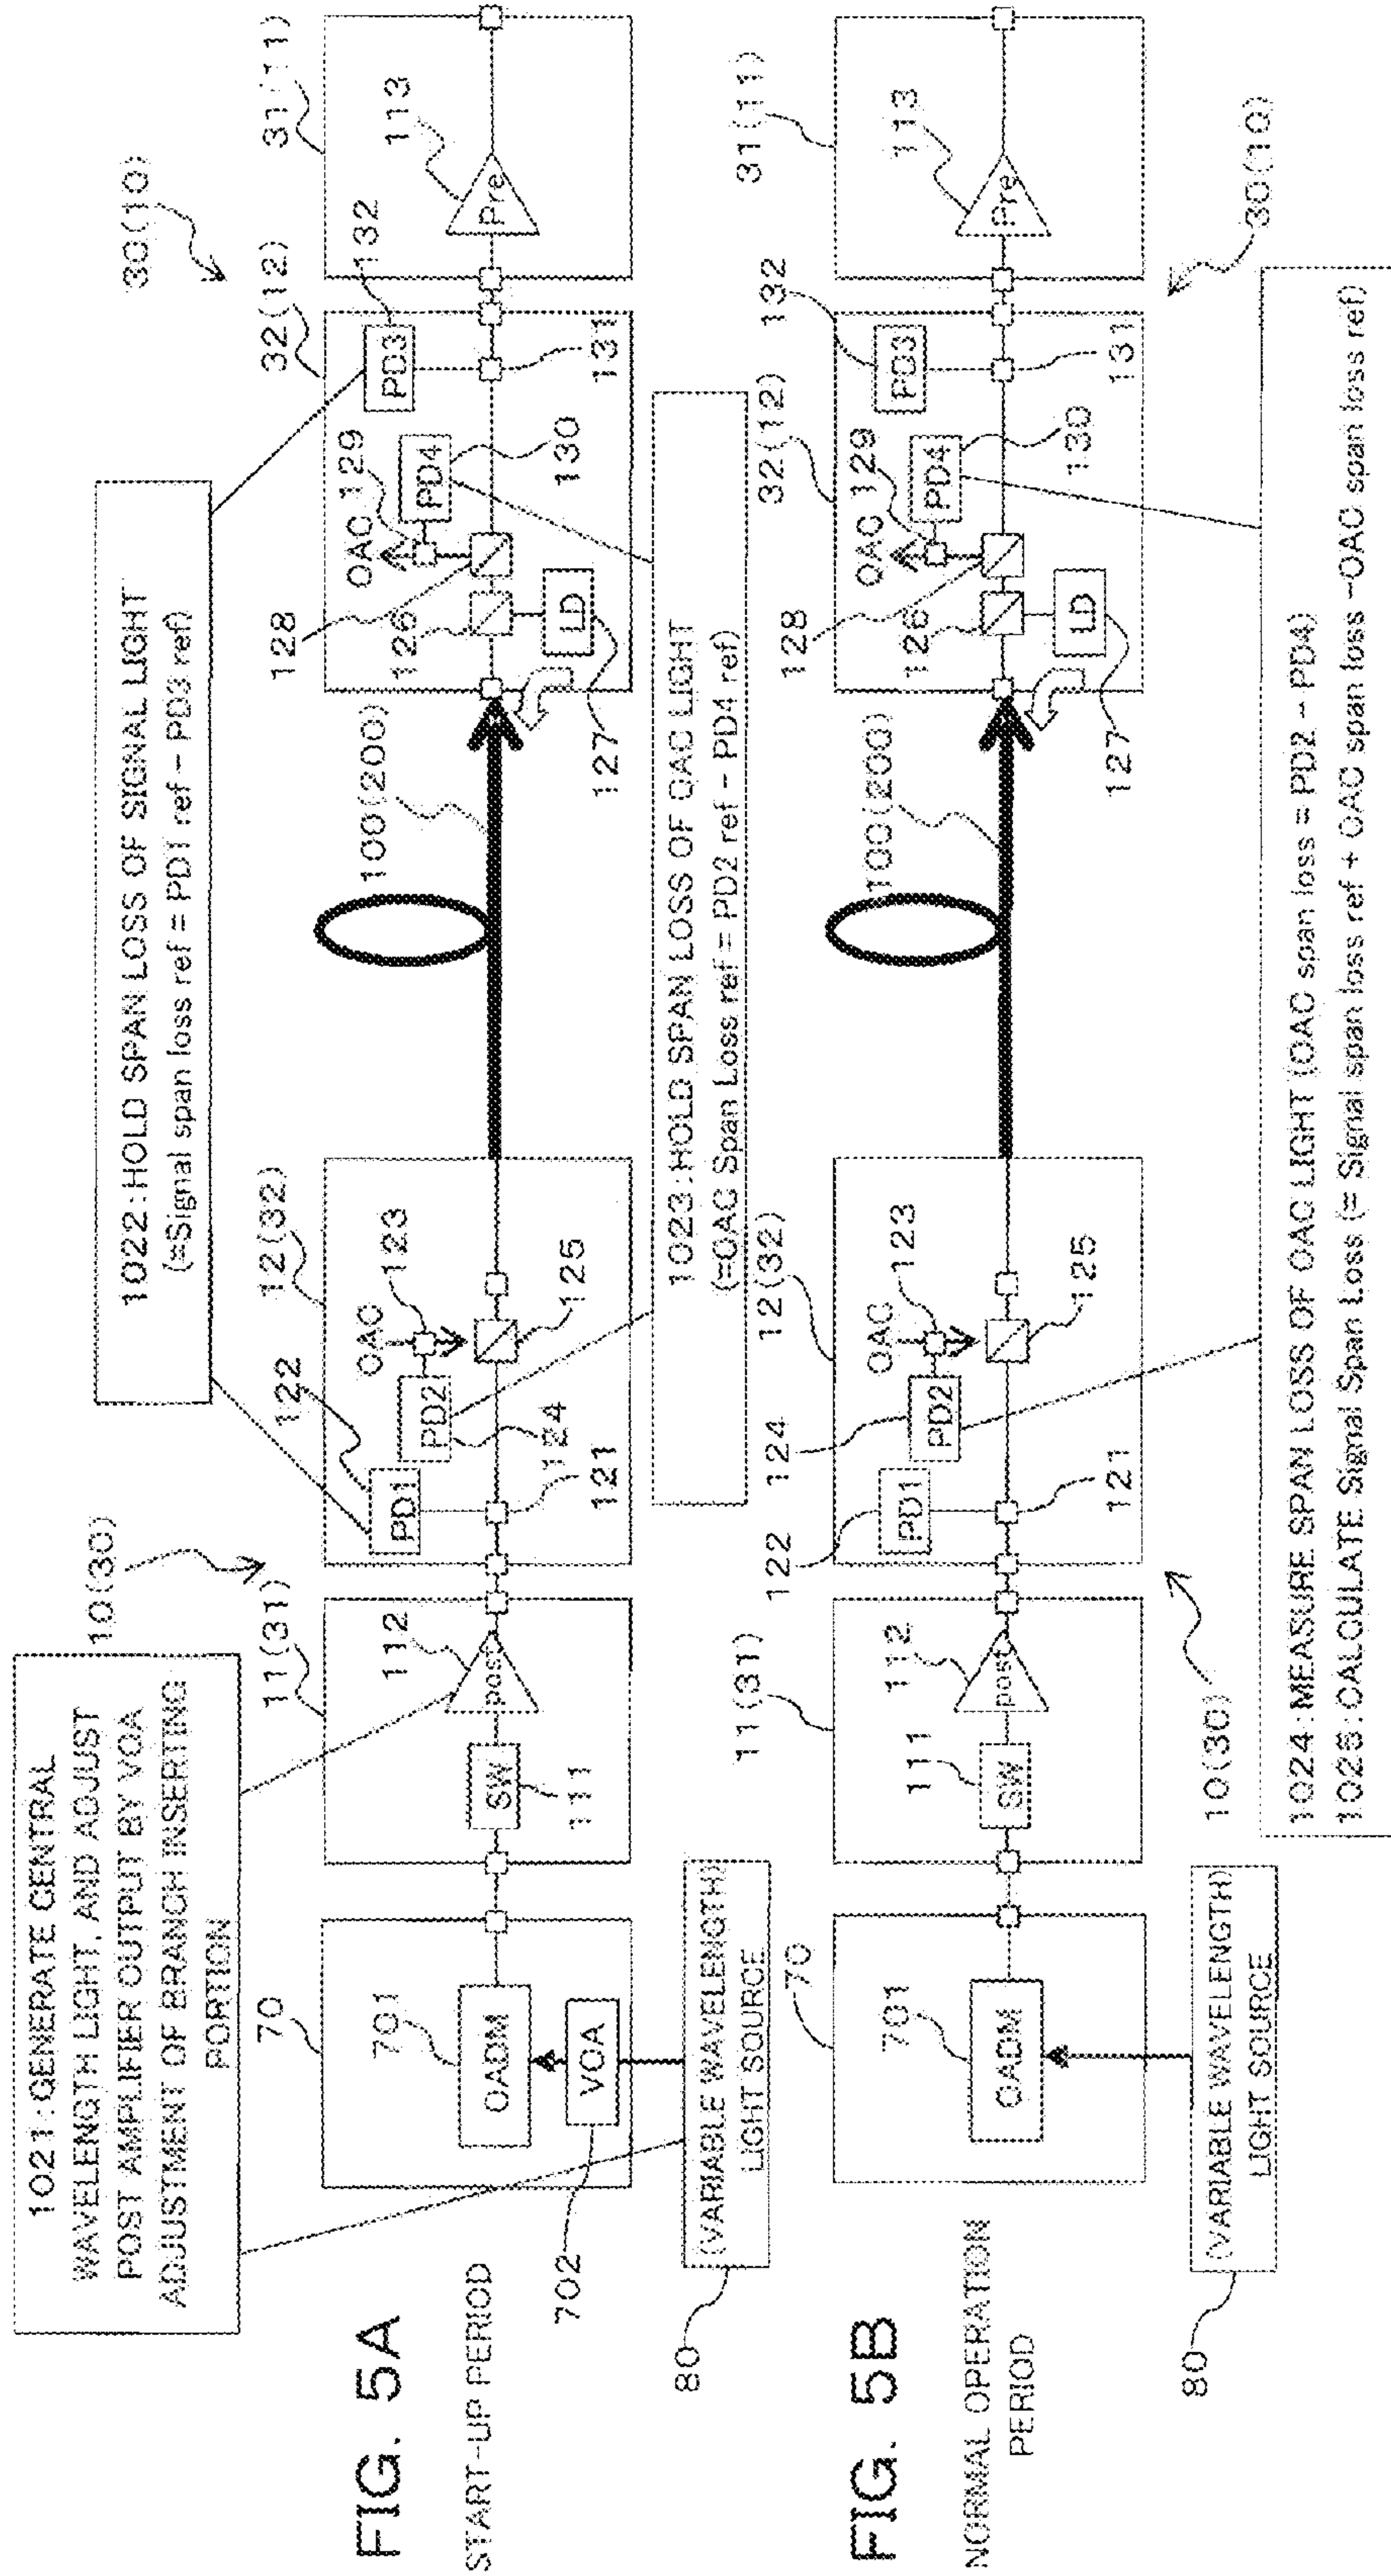 1021:GENERATE CENTRAL
WAVELENGTH LIGHT, AND ADJUST
POST AMPLIFIER OUTPUT BY VOA
ADJUSTMENT OF BRANCH INSERTING
PORTION
1022:HOLD SPAN LOSS OF SIGNAL LIGHT
(=Signal span loss ref = PD1 ref - PD3 ref)
10(30)
30(10)
FIG. 5A
START-UP PERIOD
70
701
OADM
VOA
702
80
(VARIABLE WAVELENGTH)
LIGHT SOURCE
11(31)
SW
111
112
post
12(32)
122
PD1
PD2
124
121
OAC
123
125
100(200)
32(12)
128
126
LD
127
OAC
129
PD4
130
PD3
132
131
31(11)
113
Pre
1023:HOLD SPAN LOSS OF OAC LIGHT
(=OAC Span Loss ref = PD2 ref - PD4 ref)
FIG. 5B
NORMAL OPERATION
PERIOD
70
701
OADM
80
(VARIABLE WAVELENGTH)
LIGHT SOURCE
11(31)
111
SW
112
post
10(30)
12(32)
122
PD1
124
PD2
121
OAC
123
125
100(200)
32(12)
128
126
LD
127
OAC
129
PD4
130
PD3
132
131
31(11)
113
Pre
30(10)
1024:MEASURE SPAN LOSS OF OAC LIGHT (OAC span loss = PD2 - PD4)
CALCULATE Signal Span Loss (= Signal span loss ref + OAC span loss -OAC span loss ref)